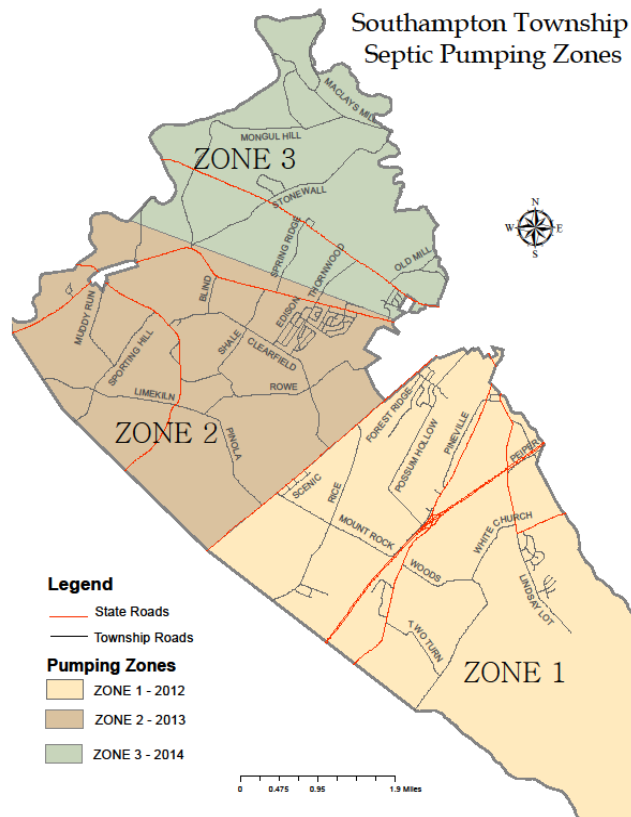 Southampton Township
Septic Pumping Zones
MACLAYS MILL
MONGUL HILL
ZONE 3
STONEWALL
N
W
E
S
SPRING RIDGE
THORNWOOD
OLD MILL
BLIND
EDISON
MUDDY RUN
SPORTING HILL
SHALE
CLEARFIELD
LIMEKILN
ROWE
ZONE 2
PINOLA
FOREST RIDGE
POSSUM HOLLOW
PINEVILLE
PEIPER
SCENIC
RICE
MOUNT ROCK
WHITE CHURCH
WOODS
LINDSAY LOT
TWO TURN
ZONE 1
Legend
State Roads
Township Roads
Pumping Zones
ZONE 1 - 2012
ZONE 2 - 2013
ZONE 3 - 2014
0 0.475 0.95 1.9 Miles